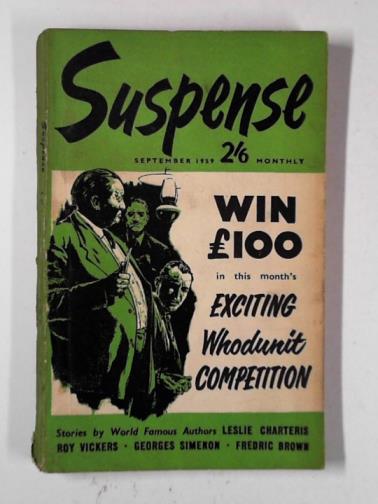 Suspense
Suspense
SEPTEMBER 1959 2/6 MONTHLY
WIN
£100
in this month's
EXCITING
Whodunit
COMPETITION
Stories by World Famous Authors LESLIE CHARTERIS
ROY VICKERS · GEORGES SIMENON · FREDRIC BROWN